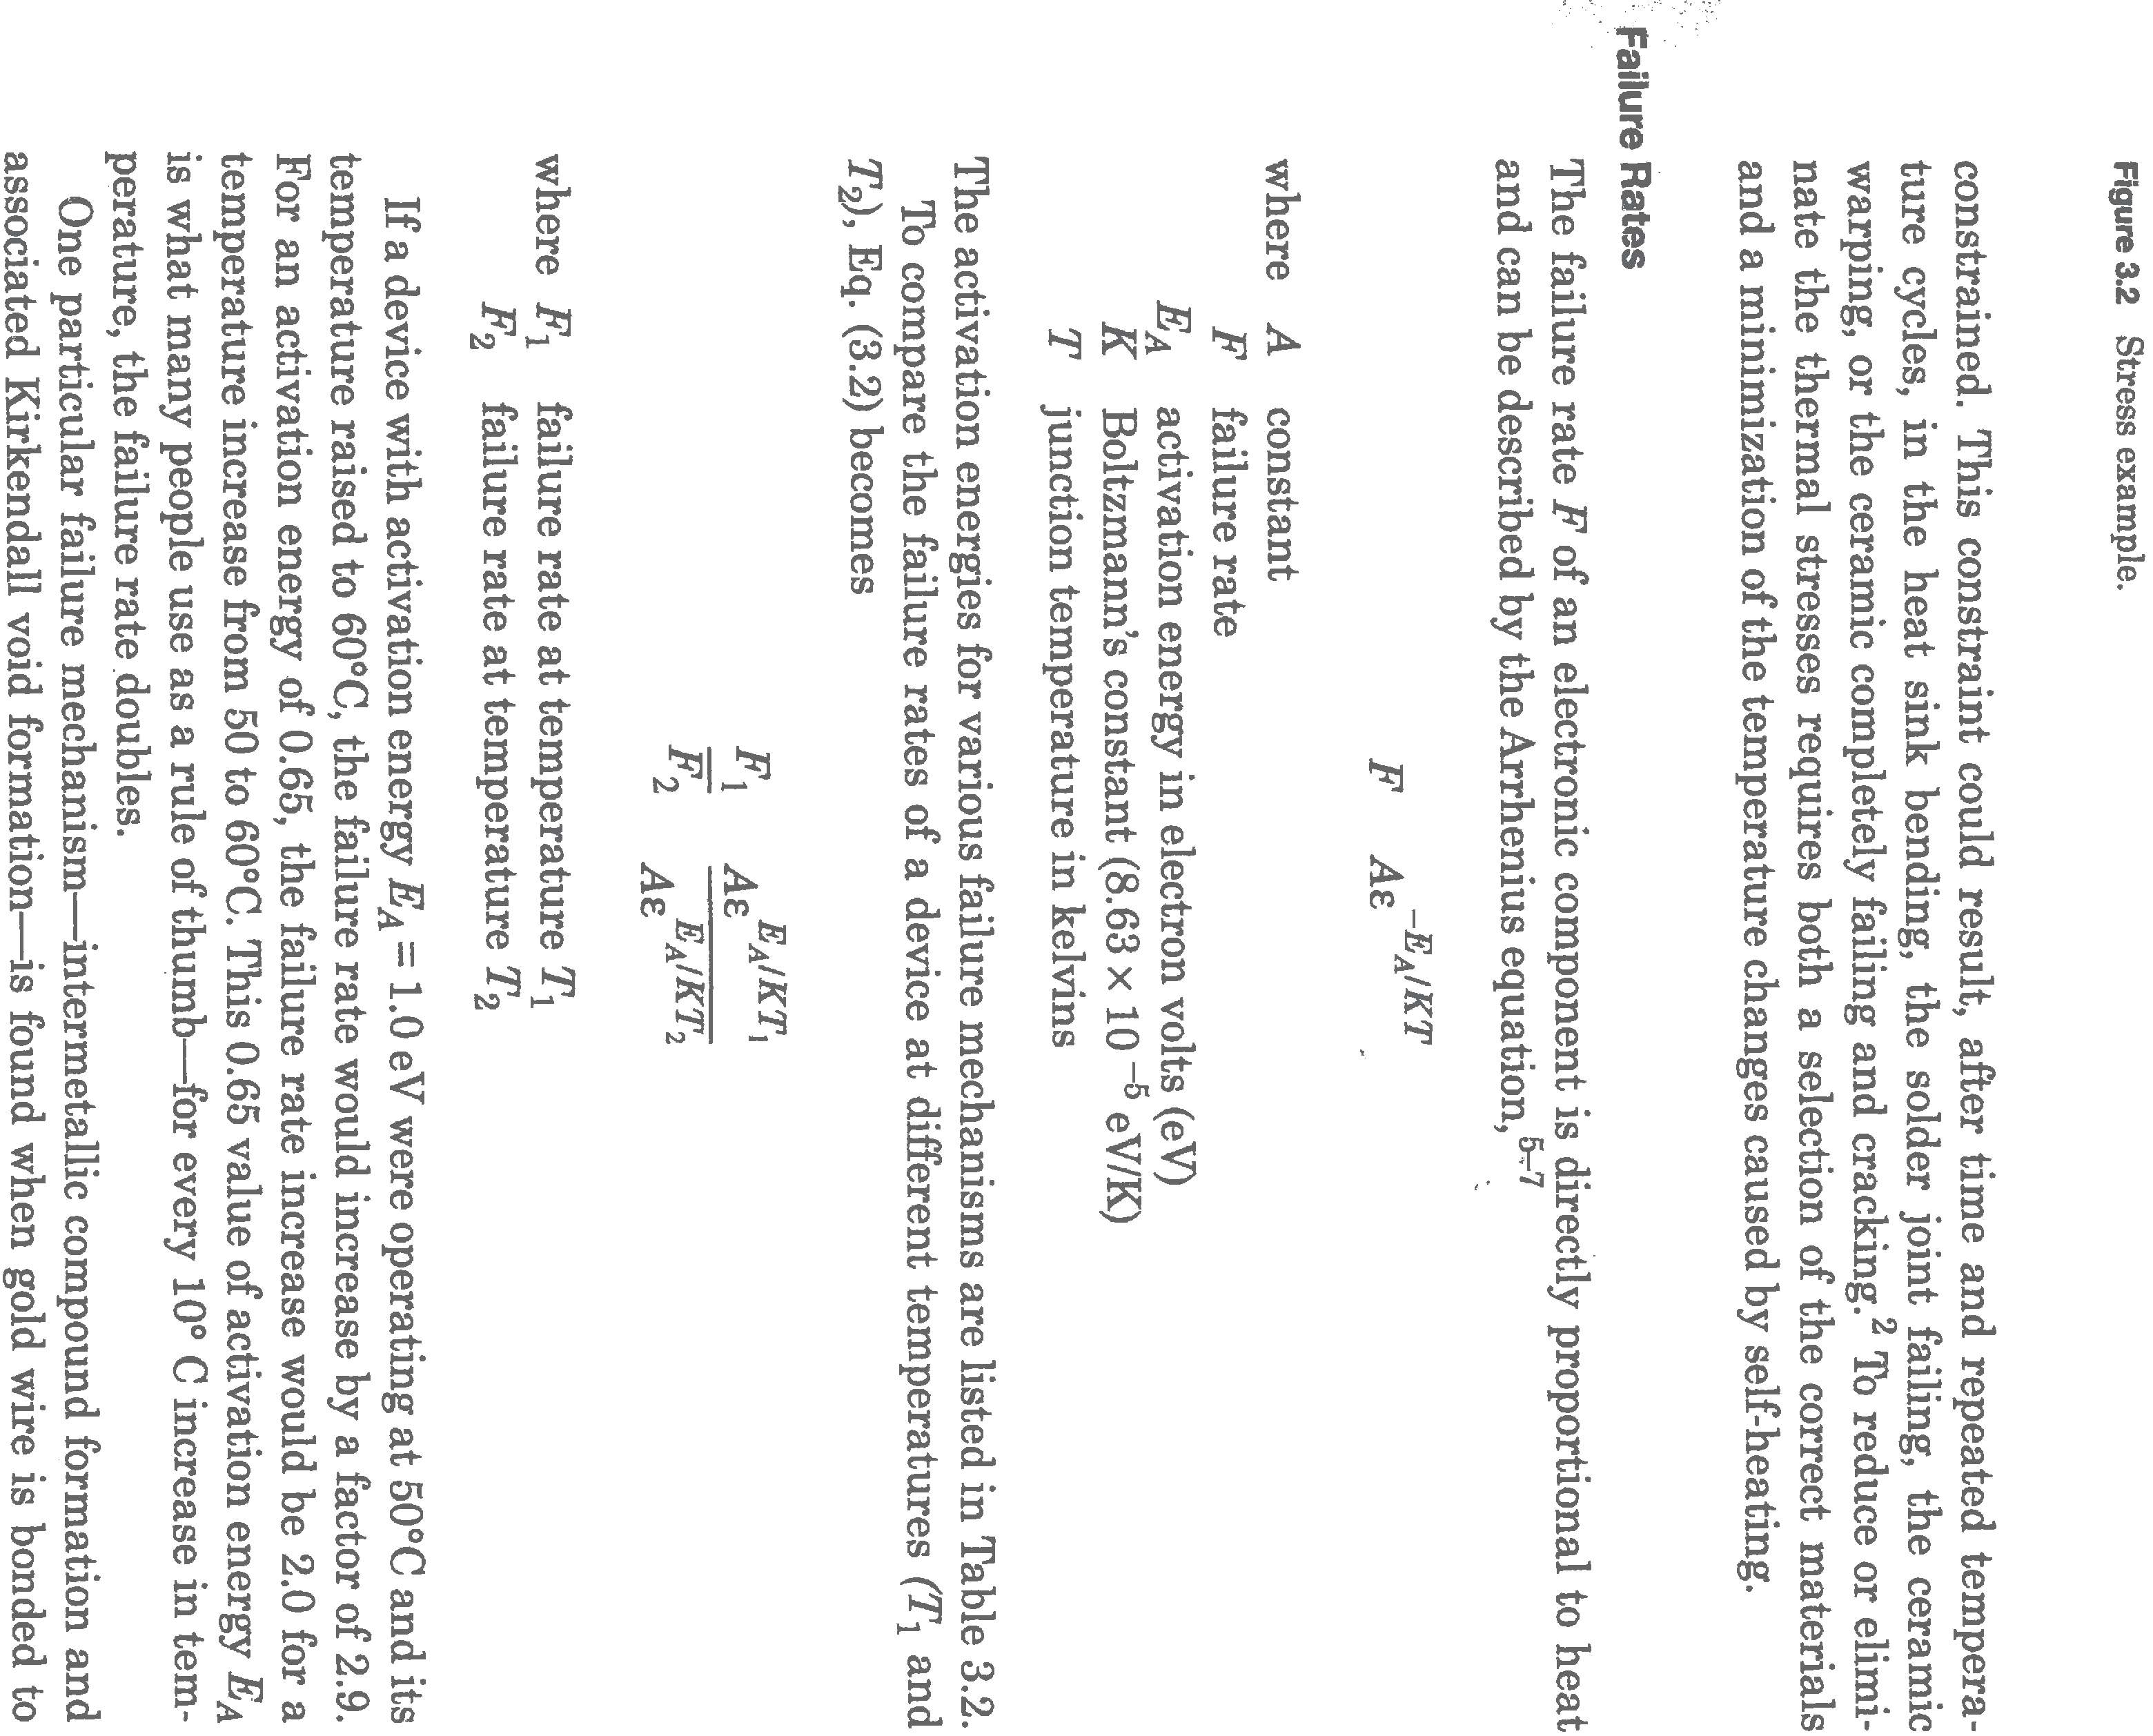 Figure 3.2 Stress example.
constrained. This constraint could result, after time and repeated tempera-
ture cycles, in the heat sink bending, the solder joint failing, the ceramic
warping, or the ceramic completely failing and cracking.2 To reduce or elimi-
nate the thermal stresses requires both a selection of the correct materials
and a minimization of the temperature changes caused by self-heating.
Failure Rates
The failure rate F of an electronic component is directly proportional to heat
and can be described by the Arrhenius equation,5–7
F Aε−EA/KT
where A constant
F failure rate
EA activation energy in electron volts (eV)
K Boltzmann's constant (8.63 × 10−5 eV/K)
T junction temperature in kelvins
The activation energies for various failure mechanisms are listed in Table 3.2.
To compare the failure rates of a device at different temperatures (T1 and
T2), Eq. (3.2) becomes
F1 AεEA/KT1
F2 AεEA/KT2
where F1 failure rate at temperature T1
F2 failure rate at temperature T2
If a device with activation energy EA = 1.0 eV were operating at 50°C and its
temperature raised to 60°C, the failure rate would increase by a factor of 2.9.
For an activation energy of 0.65, the failure rate increase would be 2.0 for a
temperature increase from 50 to 60°C. This 0.65 value of activation energy EA
is what many people use as a rule of thumb—for every 10° C increase in tem-
perature, the failure rate doubles.
One particular failure mechanism—intermetallic compound formation and
associated Kirkendall void formation—is found when gold wire is bonded to